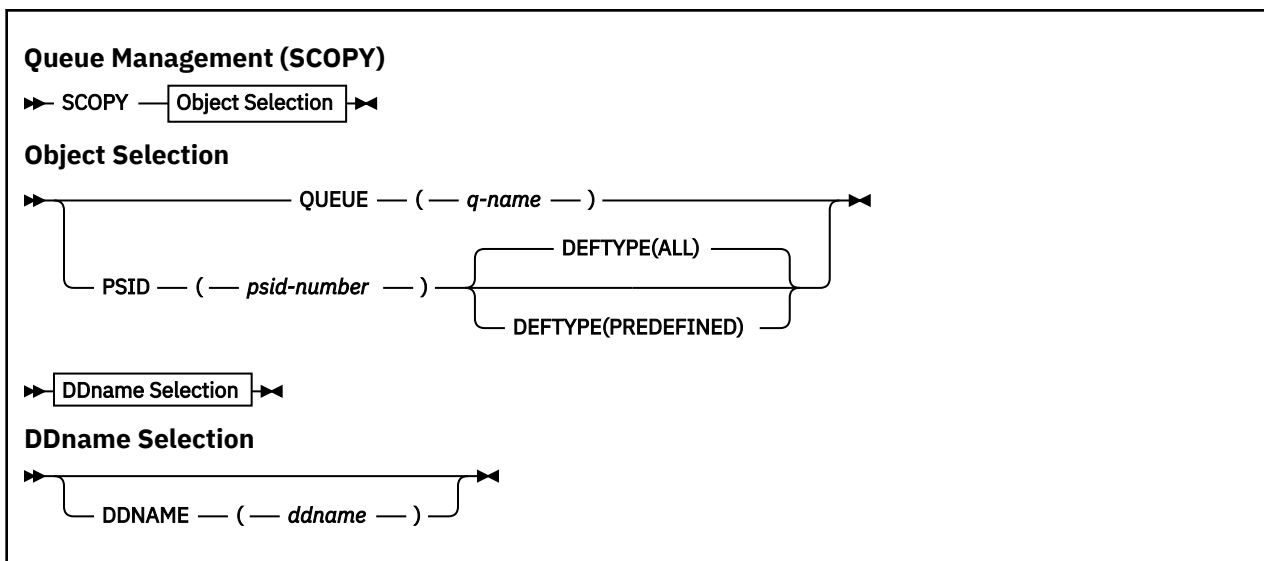 Queue Management (SCOPY)
SCOPY Object Selection
Object Selection
QUEUE ( q-name )
DEFTYPE(ALL)
PSID ( psid-number )
DEFTYPE(PREDEFINED)
DDname Selection
DDname Selection
DDNAME ( ddname )